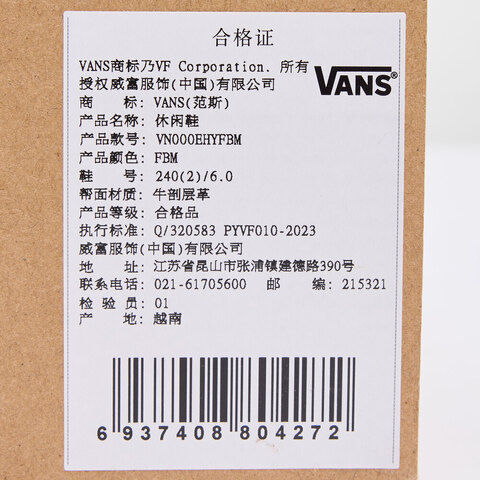 合格证
VANS商标乃VF Corporation、所有
授权威富服饰(中国)有限公司
VANS®
商 标: VANS(范斯)
产品名称: 休闲鞋
产品款号: VN000EHYFBM
产品颜色: FBM
鞋 号: 240(2)/6.0
帮面材质: 牛剖层革
产品等级: 合格品
执行标准: Q/320583 PYVF010-2023
威富服饰(中国)有限公司
地 址: 江苏省昆山市张浦镇建德路390号
联系电话: 021-61705600 邮 编: 215321
检 验 员: 01
产 地: 越南
6 937408 804272